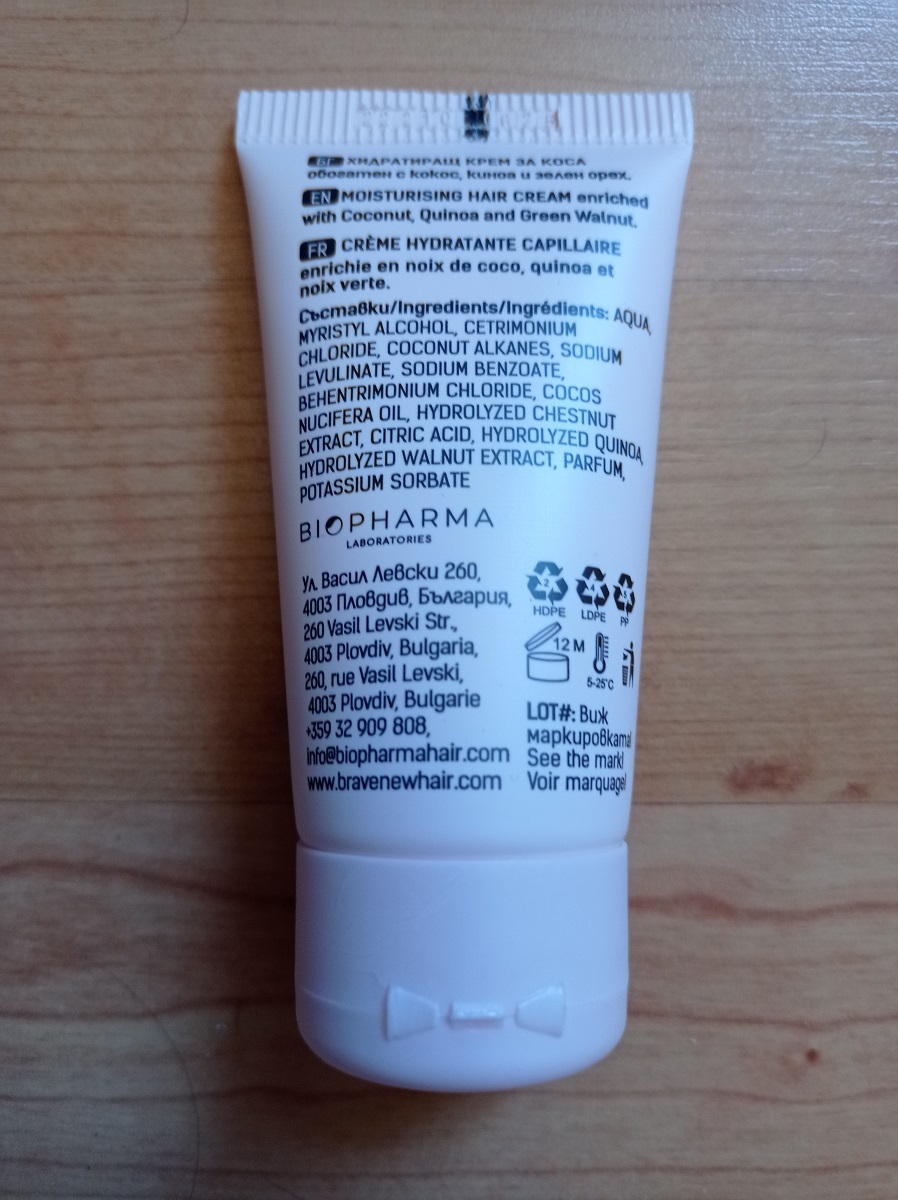 БГ ХИДРАТИРАЩ КРЕМ ЗА КОСА
обогатен с кокос, киноа и зелен орех.
EN MOISTURISING HAIR CREAM enriched
with Coconut, Quinoa and Green Walnut.
FR CRÈME HYDRATANTE CAPILLAIRE
enrichie en noix de coco, quinoa et
noix verte.
Съставки/Ingredients/Ingrédients: AQUA,
MYRISTYL ALCOHOL, CETRIMONIUM
CHLORIDE, COCONUT ALKANES, SODIUM
LEVULINATE, SODIUM BENZOATE,
BEHENTRIMONIUM CHLORIDE, COCOS
NUCIFERA OIL, HYDROLYZED CHESTNUT
EXTRACT, CITRIC ACID, HYDROLYZED QUINOA,
HYDROLYZED WALNUT EXTRACT, PARFUM,
POTASSIUM SORBATE
BIOPHARMA
LABORATORIES
Ул. Васил Левски 260,
4003 Пловдив, България,
260 Vasil Levski Str.,
4003 Plovdiv, Bulgaria,
260, rue Vasil Levski,
4003 Plovdiv, Bulgarie
+359 32 909 808,
info@biopharmahair.com
www.bravenewhair.com
2 4 5
HDPE LDPE PP
12 M
5-25°C
LOT#: Виж
маркировката!
See the mark!
Voir marquage!